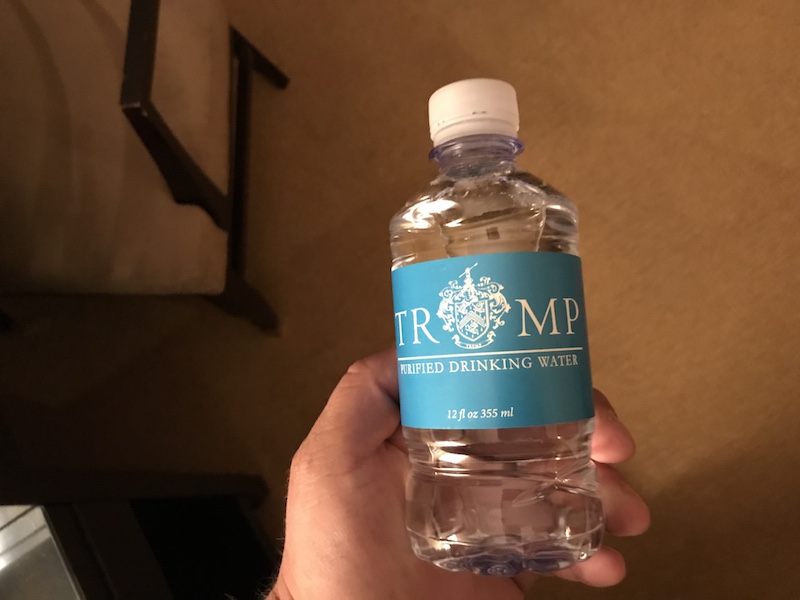 TR MP
PURIFIED DRINKING WATER
12 fl oz 355 ml